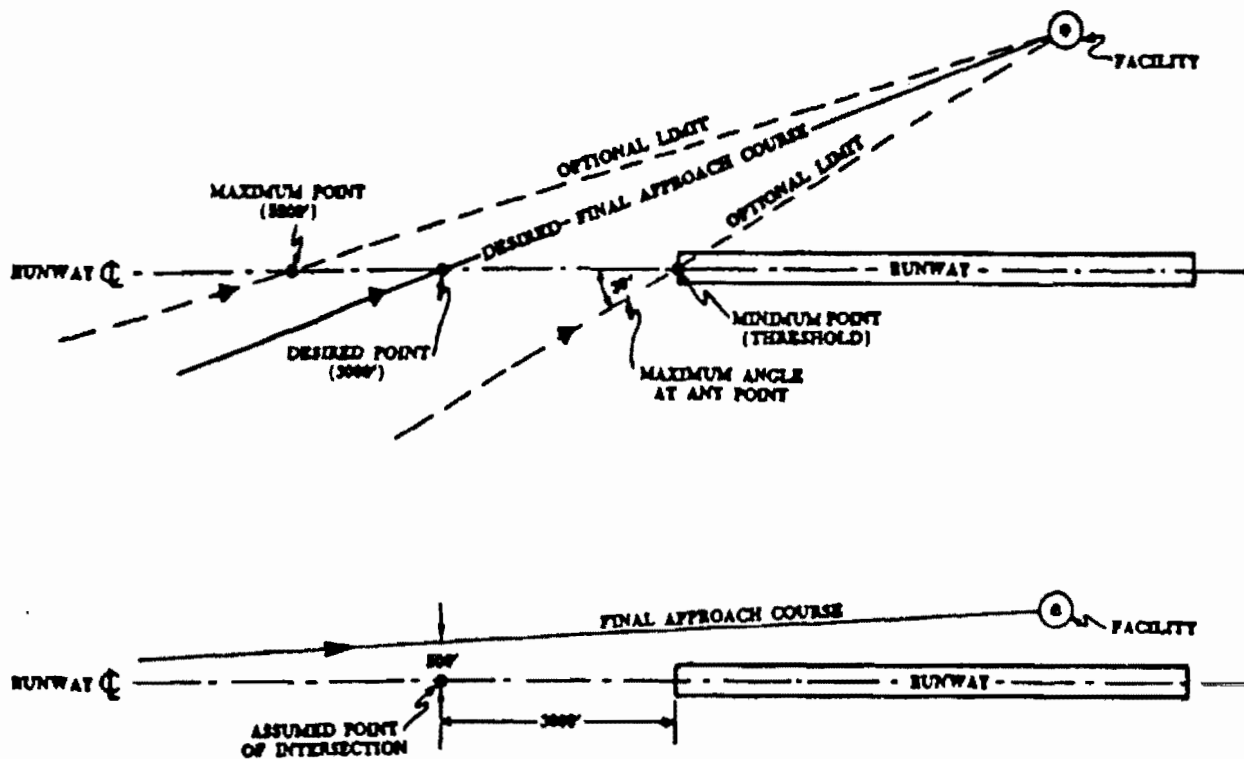 FACILITY
OPTIONAL LIMIT
DESIRED FINAL APPROACH COURSE
OPTIONAL LIMIT
MAXIMUM POINT
(5200')
RUNWAY ℄
RUNWAY
30°
MINIMUM POINT
(THRESHOLD)
DESIRED POINT
(3000')
MAXIMUM ANGLE
AT ANY POINT
FINAL APPROACH COURSE
FACILITY
500'
RUNWAY ℄
RUNWAY
3000'
ASSUMED POINT
OF INTERSECTION